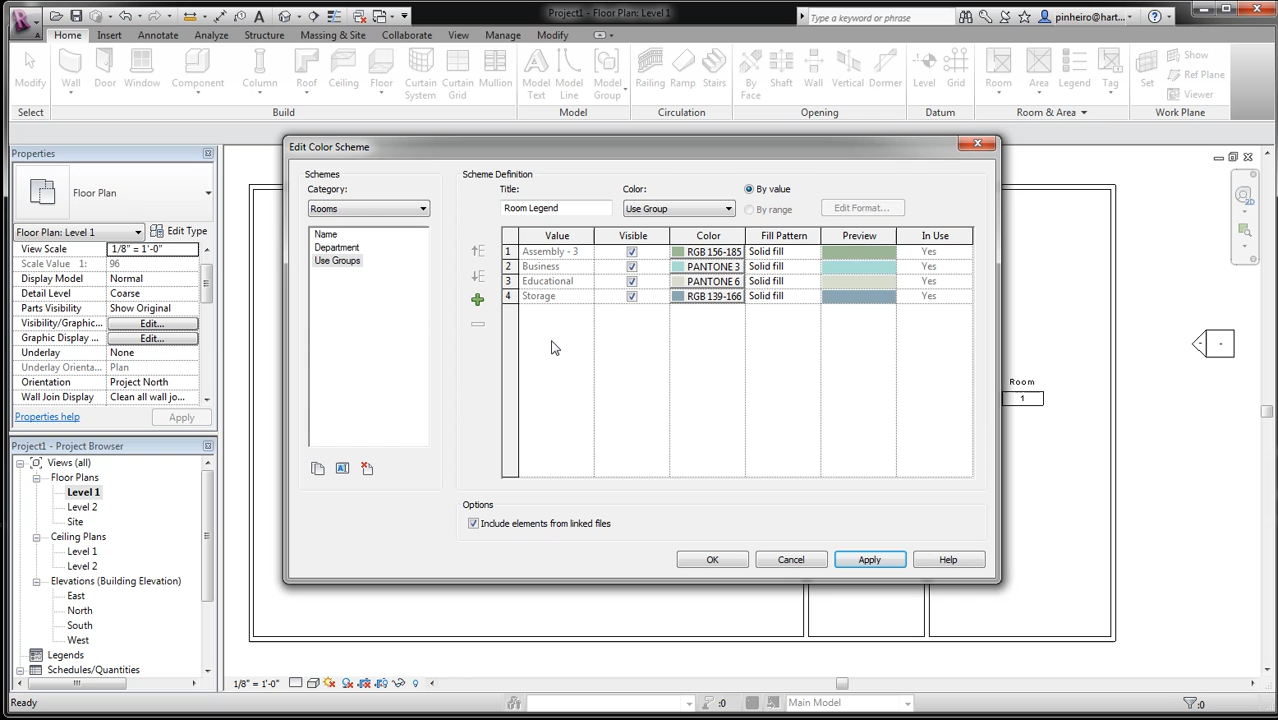 Project1 - Floor Plan: Level 1
Type a keyword or phrase
pinheiro@hart...
Home Insert Annotate Analyze Structure Massing & Site Collaborate View Manage Modify
Modify Wall Door Window Component Column Roof Ceiling Floor Curtain System Curtain Grid Mullion Model Text Model Line Model Group Railing Ramp Stairs By Face Shaft Wall Vertical Dormer Level Grid Room Area Legend Tag Set Show
Ref Plane
Viewer
Select Build Model Circulation Opening Datum Room & Area Work Plane
Properties
Floor Plan
Floor Plan: Level 1 Edit Type
View Scale 1/8" = 1'-0"
Scale Value 1: 96
Display Model Normal
Detail Level Coarse
Parts Visibility Show Original
Visibility/Graphic... Edit...
Graphic Display ... Edit...
Underlay None
Underlay Orienta... Plan
Orientation Project North
Wall Join Display Clean all wall jo...
Properties help Apply
Project1 - Project Browser
Views (all)
Floor Plans
Level 1
Level 2
Site
Ceiling Plans
Level 1
Level 2
Elevations (Building Elevation)
East
North
South
West
Legends
Schedules/Quantities
Edit Color Scheme
Schemes
Category:
Rooms
Name
Department
Use Groups
Scheme Definition
Title: Color: By value
Room Legend Use Group By range Edit Format...
Value Visible Color Fill Pattern Preview In Use
1 Assembly - 3 RGB 156-185 Solid fill Yes
2 Business PANTONE 3 Solid fill Yes
3 Educational PANTONE 6 Solid fill Yes
4 Storage RGB 139-166 Solid fill Yes
Options
Include elements from linked files
OK Cancel Apply Help
Room
1
1/8" = 1'-0"
Ready :0 Main Model :0